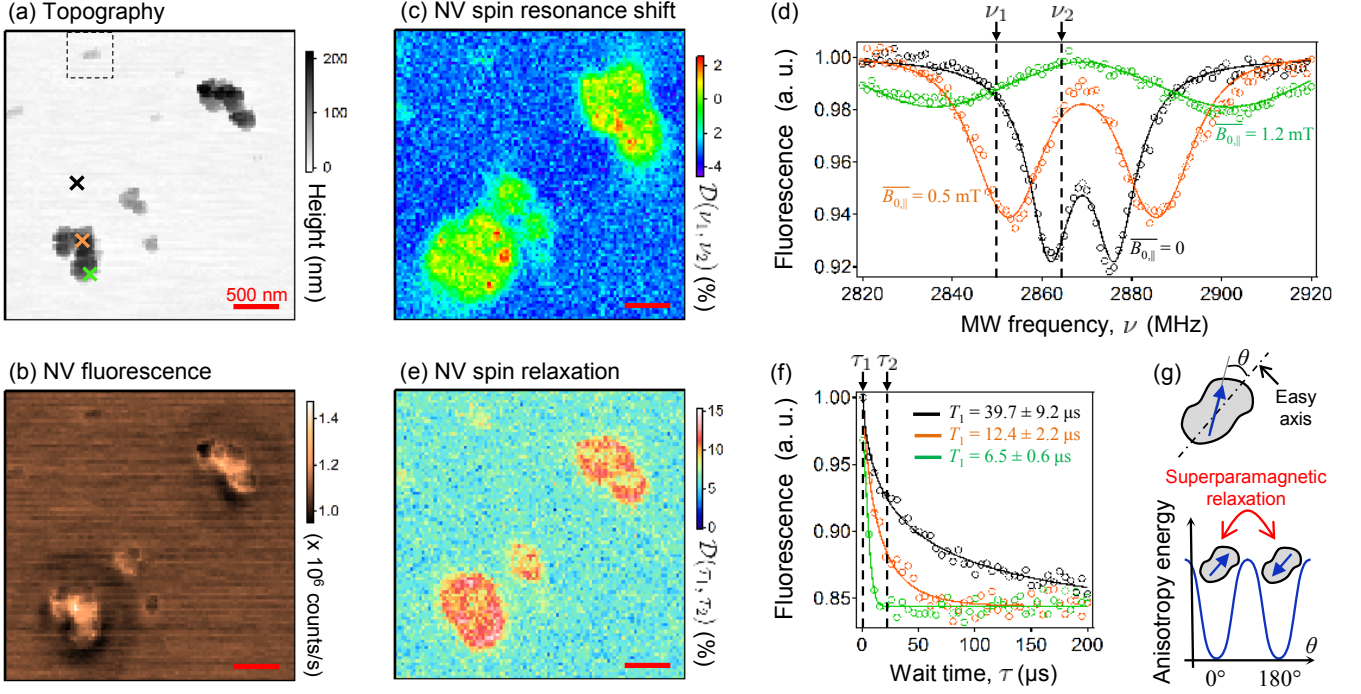 (a) Topography
200
100
0
Height (nm)
500 nm
(b) NV fluorescence
1.4
1.2
1.0
(x 10⁶ counts/s)
(c) NV spin resonance shift
2
0
-2
-4
𝒟(ν₁, ν₂) (%)
(e) NV spin relaxation
15
10
5
0
𝒟(τ₁, τ₂) (%)
(d)
ν₁ ν₂
Fluorescence (a. u.)
1.00
0.98
0.96
0.94
0.92
B₀,∥ = 1.2 mT
B₀,∥ = 0.5 mT
B₀,∥ = 0
2820 2840 2860 2880 2900 2920
MW frequency, ν (MHz)
(f)
τ₁ τ₂
Fluorescence (a. u.)
1.00
0.95
0.90
0.85
T₁ = 39.7 ± 9.2 µs
T₁ = 12.4 ± 2.2 µs
T₁ = 6.5 ± 0.6 µs
0 50 100 150 200
Wait time, τ (µs)
(g)
θ
Easy
axis
Superparamagnetic
relaxation
Anisotropy energy
θ
0° 180°